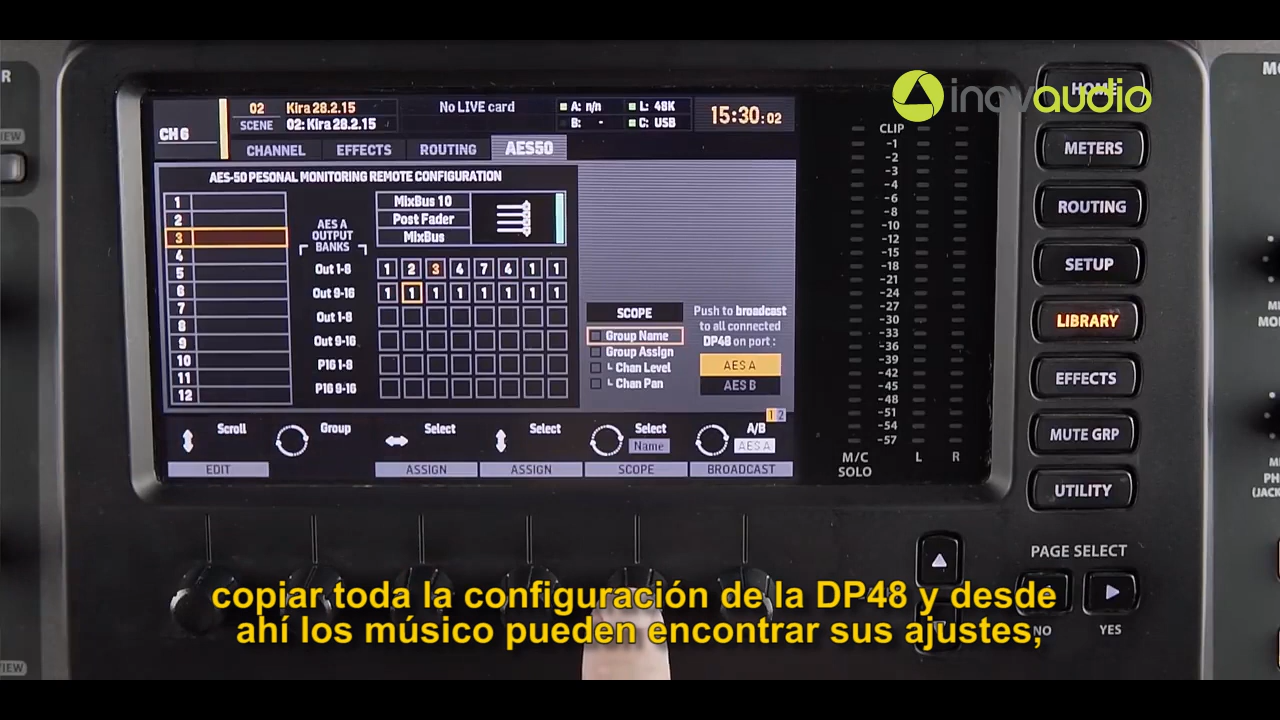 inovaudio
CH 6
02 Kira 28.2.15
SCENE 02: Kira 28.2.15
No LIVE card
A: n/n L: 48K
B: - C: USB
15:30:02
CHANNEL EFFECTS ROUTING AES50
AES-50 PESONAL MONITORING REMOTE CONFIGURATION
1
2
3
4
5
6
7
8
9
10
11
12
AES A
OUTPUT
BANKS
MixBus 10
Post Fader
MixBus
Out 1-8 1 2 3 4 7 4 1 1
Out 9-16 1 1 1 1 1 1 1 1
Out 1-8
Out 9-16
P16 1-8
P16 9-16
SCOPE
Group Name
Group Assign
Chan Level
Chan Pan
Push to broadcast
to all connected
DP48 on port :
AES A
AES B
1 2
Scroll
Group
Select
Select
Select
Name
A/B
AES A
EDIT ASSIGN ASSIGN SCOPE BROADCAST
CLIP
-1
-2
-3
-4
-6
-8
-10
-12
-15
-18
-21
-24
-27
-30
-33
-36
-39
-42
-45
-48
-51
-54
-57
M/C
SOLO
L R
HOME
METERS
ROUTING
SETUP
LIBRARY
EFFECTS
MUTE GRP
UTILITY
PAGE SELECT
NO YES
copiar toda la configuración de la DP48 y desde
ahí los músico pueden encontrar sus ajustes,